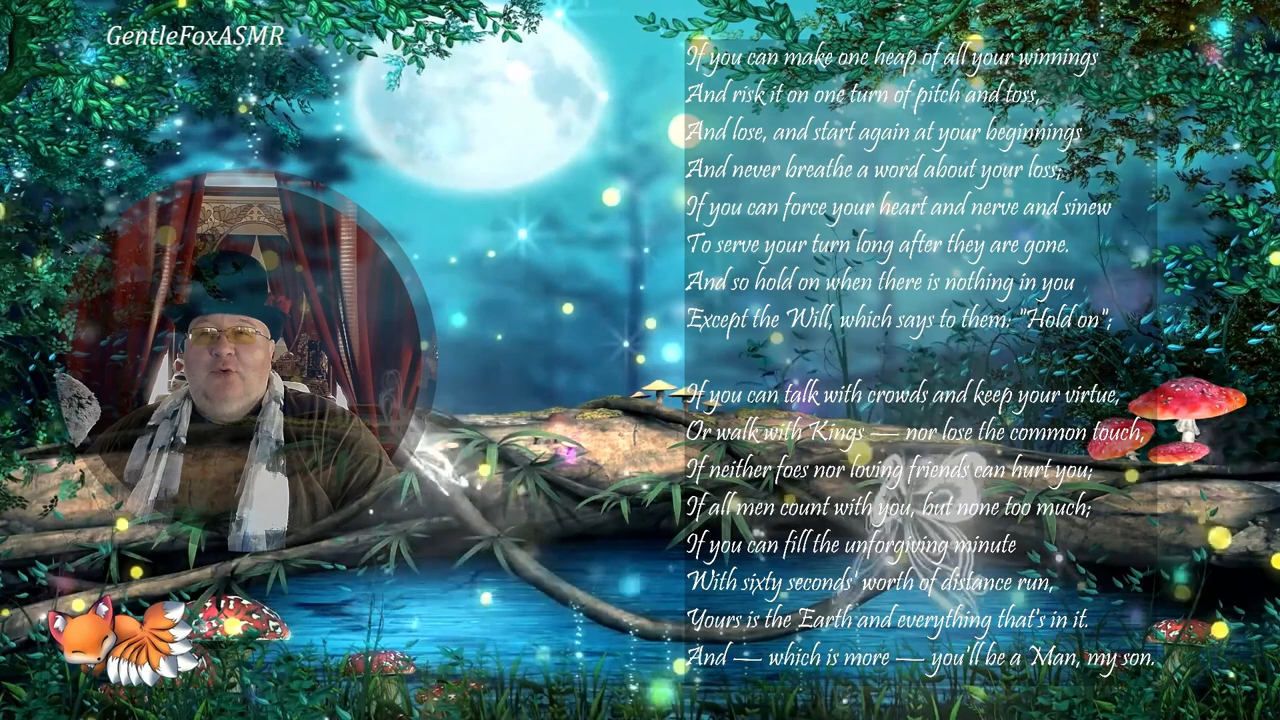 GentleFoxASMR
If you can make one heap of all your winnings
And risk it on one turn of pitch and toss,
And lose, and start again at your beginnings
And never breathe a word about your loss;
If you can force your heart and nerve and sinew
To serve your turn long after they are gone.
And so hold on when there is nothing in you
Except the Will, which says to them: "Hold on";
If you can talk with crowds and keep your virtue,
Or walk with Kings — nor lose the common touch,
If neither foes nor loving friends can hurt you;
If all men count with you, but none too much;
If you can fill the unforgiving minute
With sixty seconds' worth of distance run,
Yours is the Earth and everything that's in it.
And — which is more — you'll be a Man, my son.